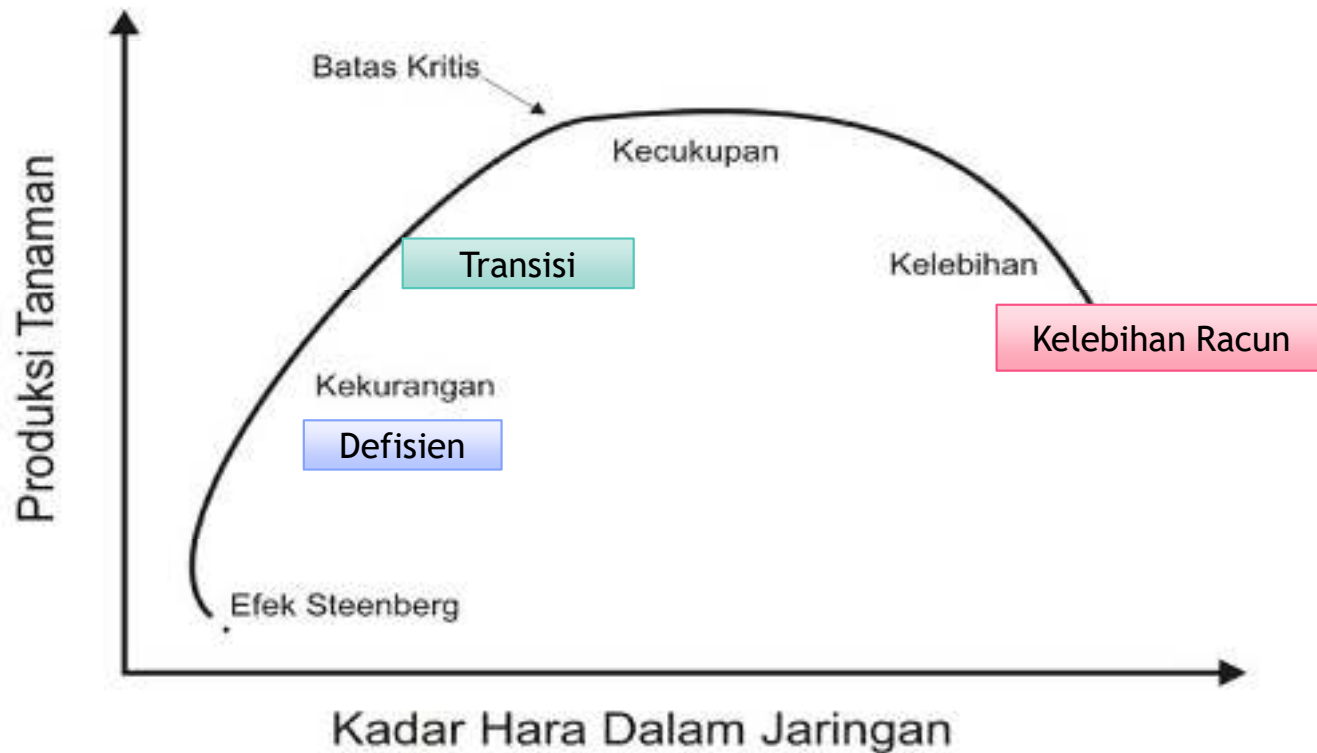 Batas Kritis
Kecukupan
Transisi
Kelebihan
Kelebihan Racun
Kekurangan
Defisien
Efek Steenberg
Produksi Tanaman
Kadar Hara Dalam Jaringan